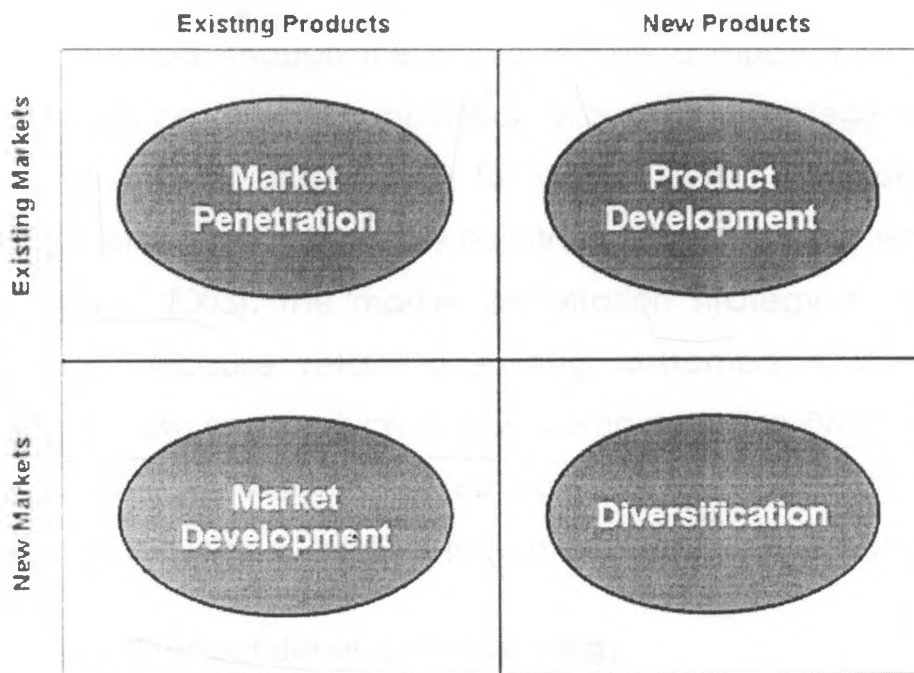 Existing Products
New Products
Existing Markets
Market
Penetration
Product
Development
New Markets
Market
Development
Diversification